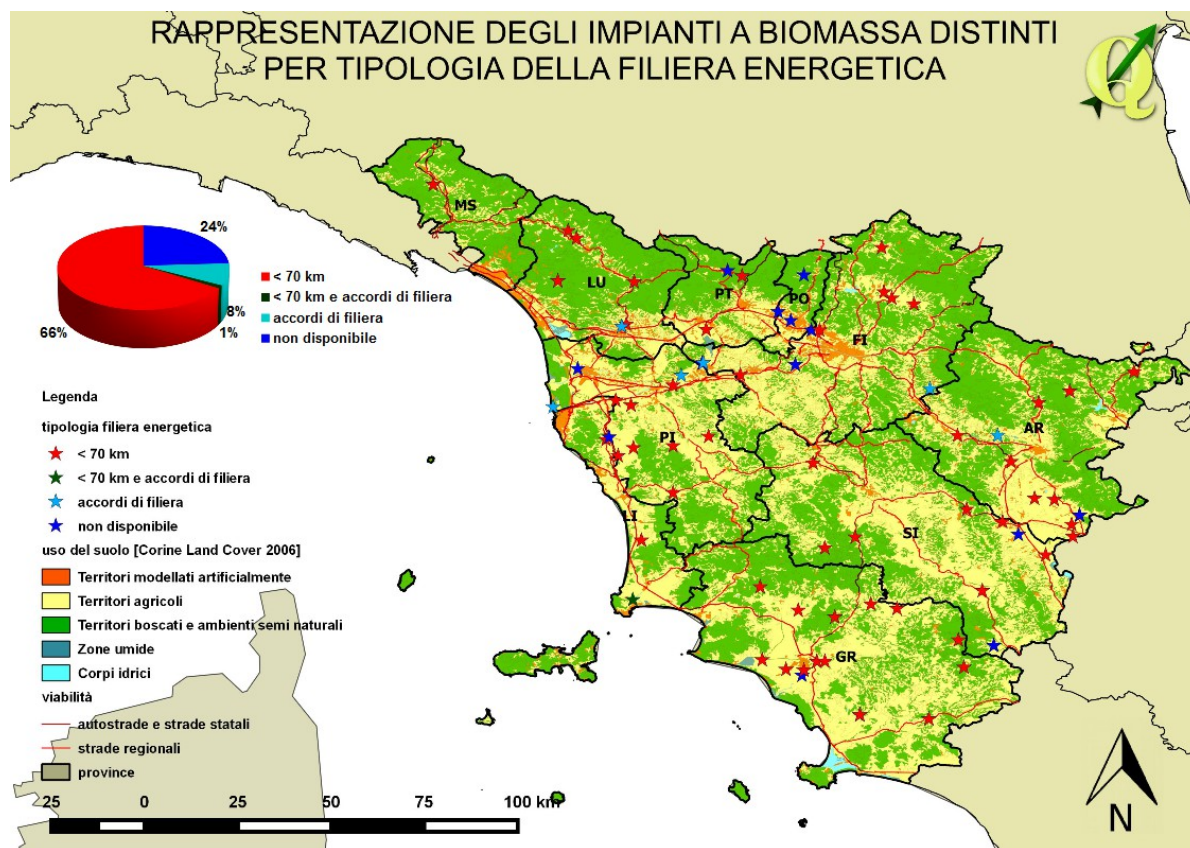 RAPPRESENTAZIONE DEGLI IMPIANTI A BIOMASSA DISTINTI
PER TIPOLOGIA DELLA FILIERA ENERGETICA
Q
24%
8%
1%
66%
< 70 km
< 70 km e accordi di filiera
accordi di filiera
non disponibile
MS
LU
PT
PO
FI
PI
AR
LI
SI
GR
Legenda
tipologia filiera energetica
< 70 km
< 70 km e accordi di filiera
accordi di filiera
non disponibile
uso del suolo [Corine Land Cover 2006]
Territori modellati artificialmente
Territori agricoli
Territori boscati e ambienti semi naturali
Zone umide
Corpi idrici
viabilità
autostrade e strade statali
strade regionali
province
25 0 25 50 75 100 km
N